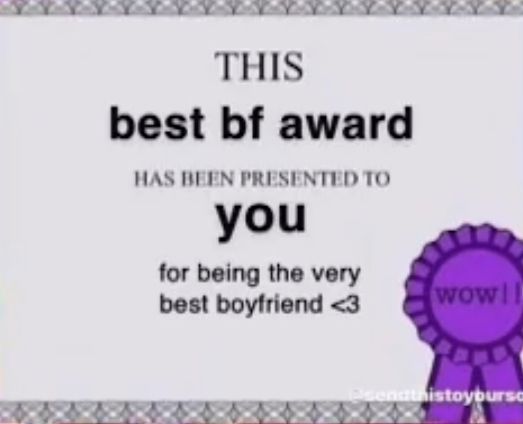 THIS
best bf award
HAS BEEN PRESENTED TO
you
for being the very
best boyfriend <3
wow!!